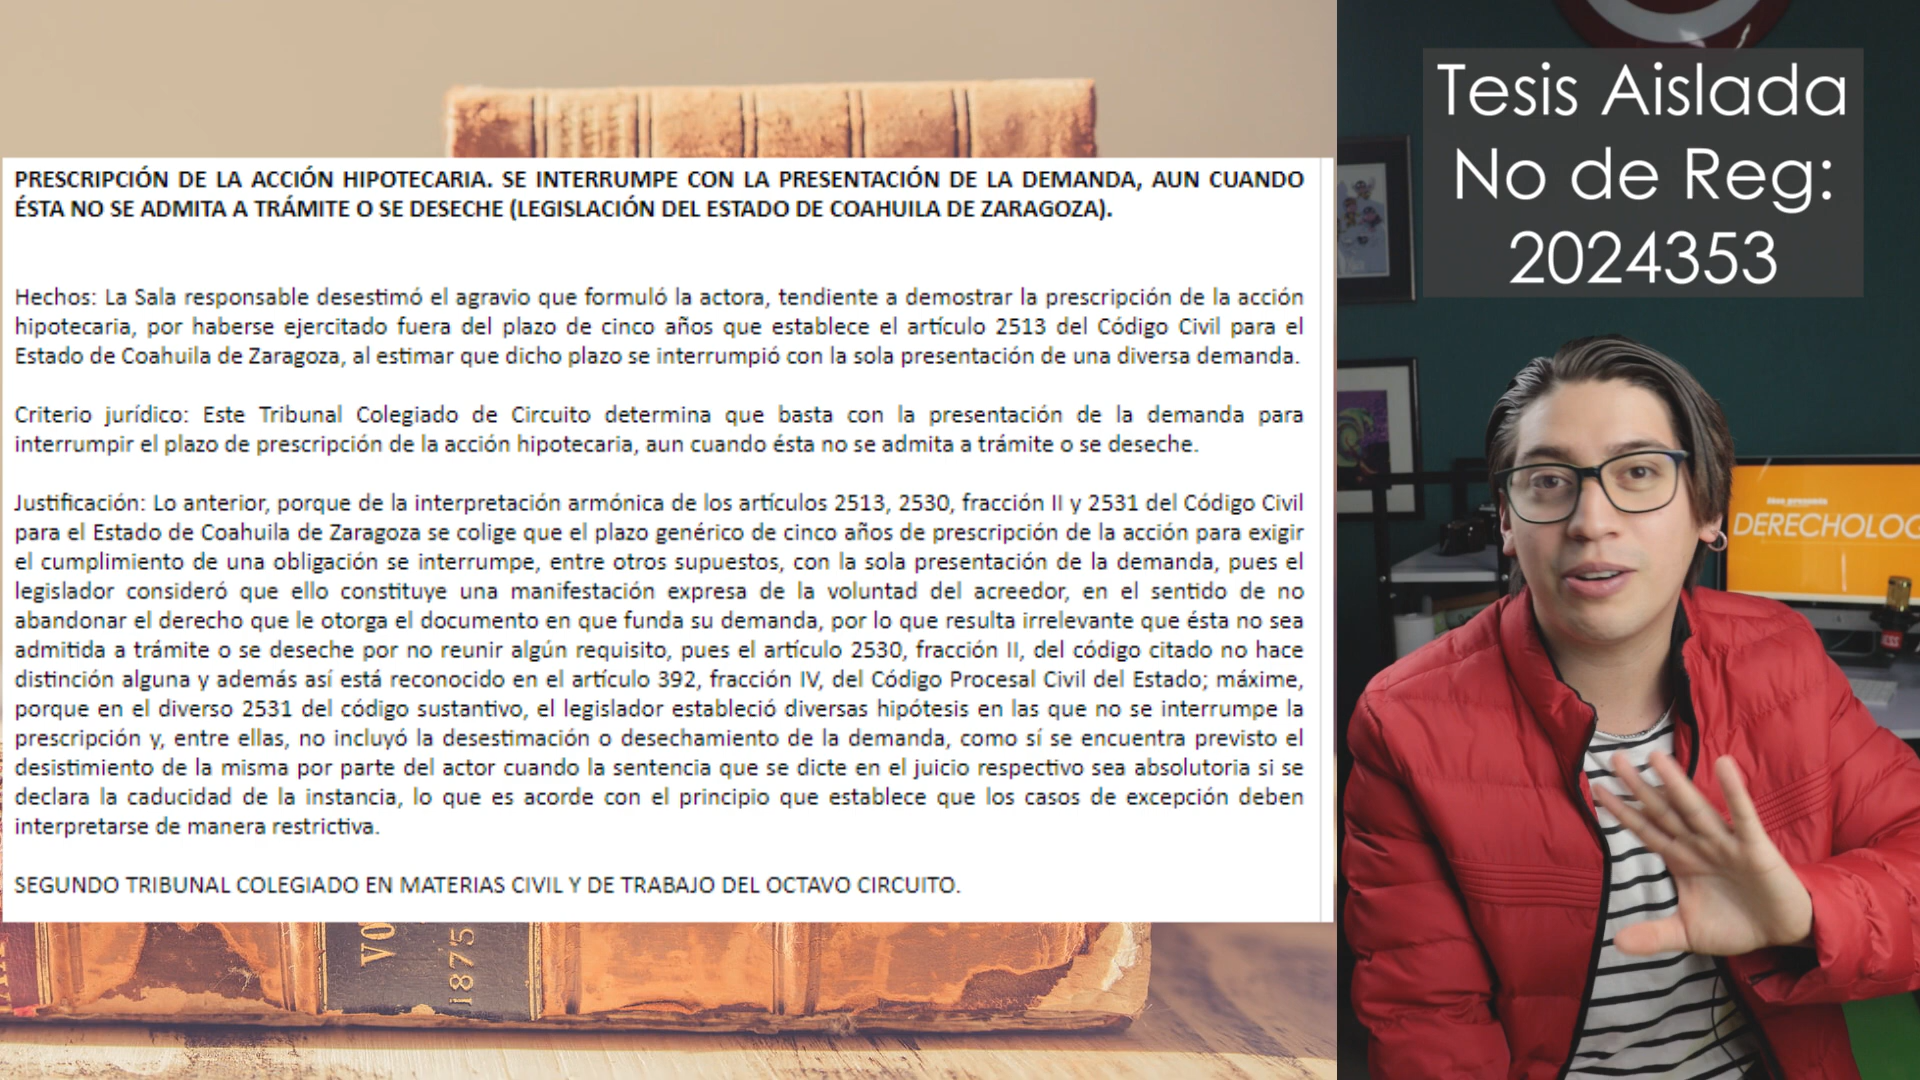 PRESCRIPCIÓN DE LA ACCIÓN HIPOTECARIA. SE INTERRUMPE CON LA PRESENTACIÓN DE LA DEMANDA, AUN CUANDO
ÉSTA NO SE ADMITA A TRÁMITE O SE DESECHE (LEGISLACIÓN DEL ESTADO DE COAHUILA DE ZARAGOZA).
Hechos: La Sala responsable desestimó el agravio que formuló la actora, tendiente a demostrar la prescripción de la acción
hipotecaria, por haberse ejercitado fuera del plazo de cinco años que establece el artículo 2513 del Código Civil para el
Estado de Coahuila de Zaragoza, al estimar que dicho plazo se interrumpió con la sola presentación de una diversa demanda.
Criterio jurídico: Este Tribunal Colegiado de Circuito determina que basta con la presentación de la demanda para
interrumpir el plazo de prescripción de la acción hipotecaria, aun cuando ésta no se admita a trámite o se deseche.
Justificación: Lo anterior, porque de la interpretación armónica de los artículos 2513, 2530, fracción II y 2531 del Código Civil
para el Estado de Coahuila de Zaragoza se colige que el plazo genérico de cinco años de prescripción de la acción para exigir
el cumplimiento de una obligación se interrumpe, entre otros supuestos, con la sola presentación de la demanda, pues el
legislador consideró que ello constituye una manifestación expresa de la voluntad del acreedor, en el sentido de no
abandonar el derecho que le otorga el documento en que funda su demanda, por lo que resulta irrelevante que ésta no sea
admitida a trámite o se deseche por no reunir algún requisito, pues el artículo 2530, fracción II, del código citado no hace
distinción alguna y además así está reconocido en el artículo 392, fracción IV, del Código Procesal Civil del Estado; máxime,
porque en el diverso 2531 del código sustantivo, el legislador estableció diversas hipótesis en las que no se interrumpe la
prescripción y, entre ellas, no incluyó la desestimación o desechamiento de la demanda, como sí se encuentra previsto el
desistimiento de la misma por parte del actor cuando la sentencia que se dicte en el juicio respectivo sea absolutoria si se
declara la caducidad de la instancia, lo que es acorde con el principio que establece que los casos de excepción deben
interpretarse de manera restrictiva.
SEGUNDO TRIBUNAL COLEGIADO EN MATERIAS CIVIL Y DE TRABAJO DEL OCTAVO CIRCUITO.
VO
1875
Tesis Aislada
No de Reg:
2024353
DERECHOLOG